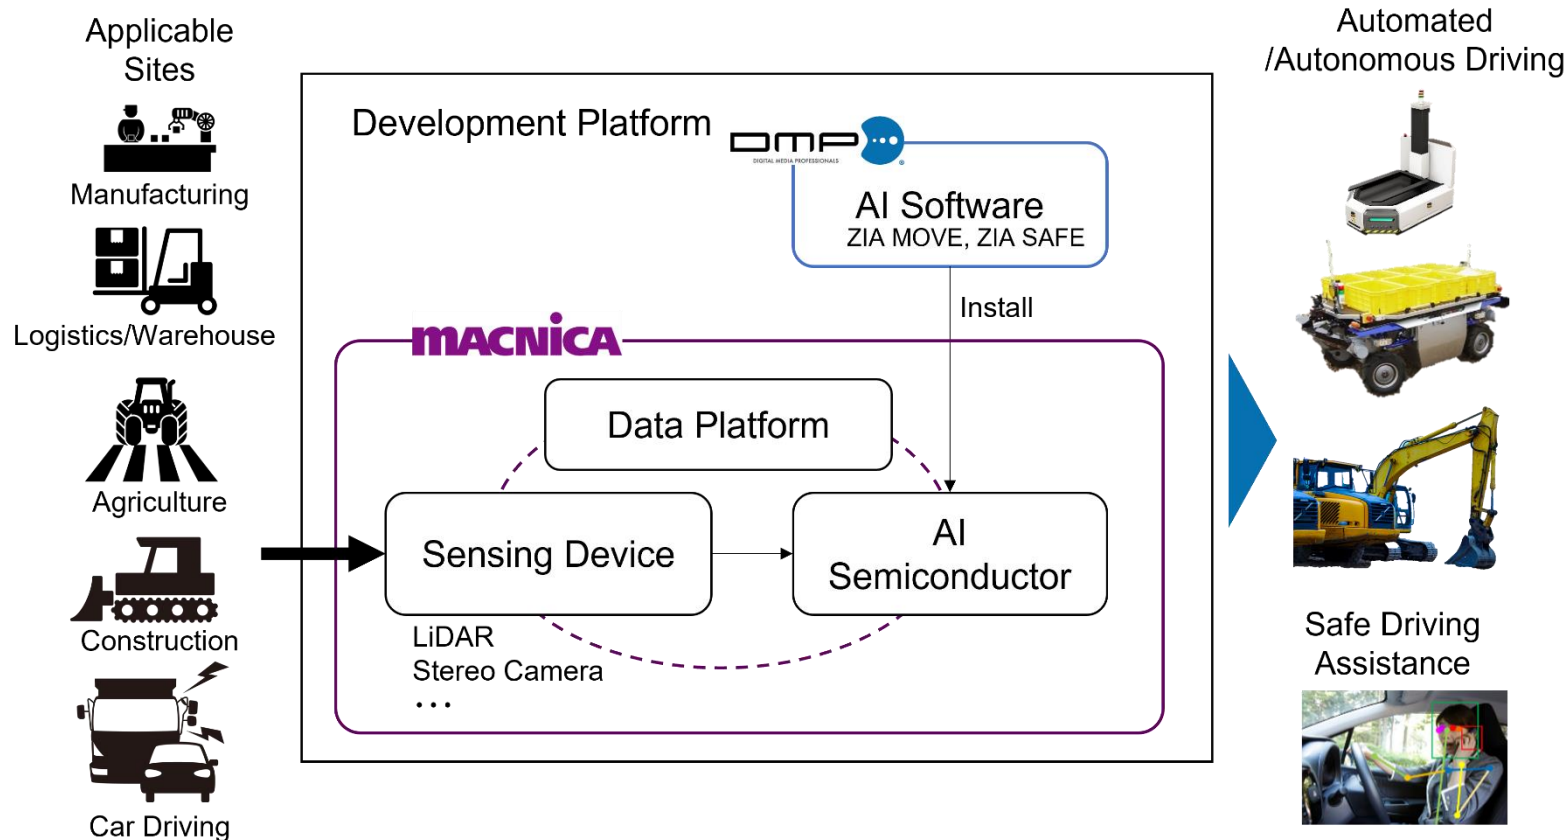 Applicable
Sites
Manufacturing
Logistics/Warehouse
Agriculture
Construction
Car Driving
Development Platform
DMP
DIGITAL MEDIA PROFESSIONALS
®
AI Software
ZIA MOVE, ZIA SAFE
Install
MACNICA
Data Platform
Sensing Device
AI
Semiconductor
LiDAR
Stereo Camera
• • •
Automated
/Autonomous Driving
Safe Driving
Assistance